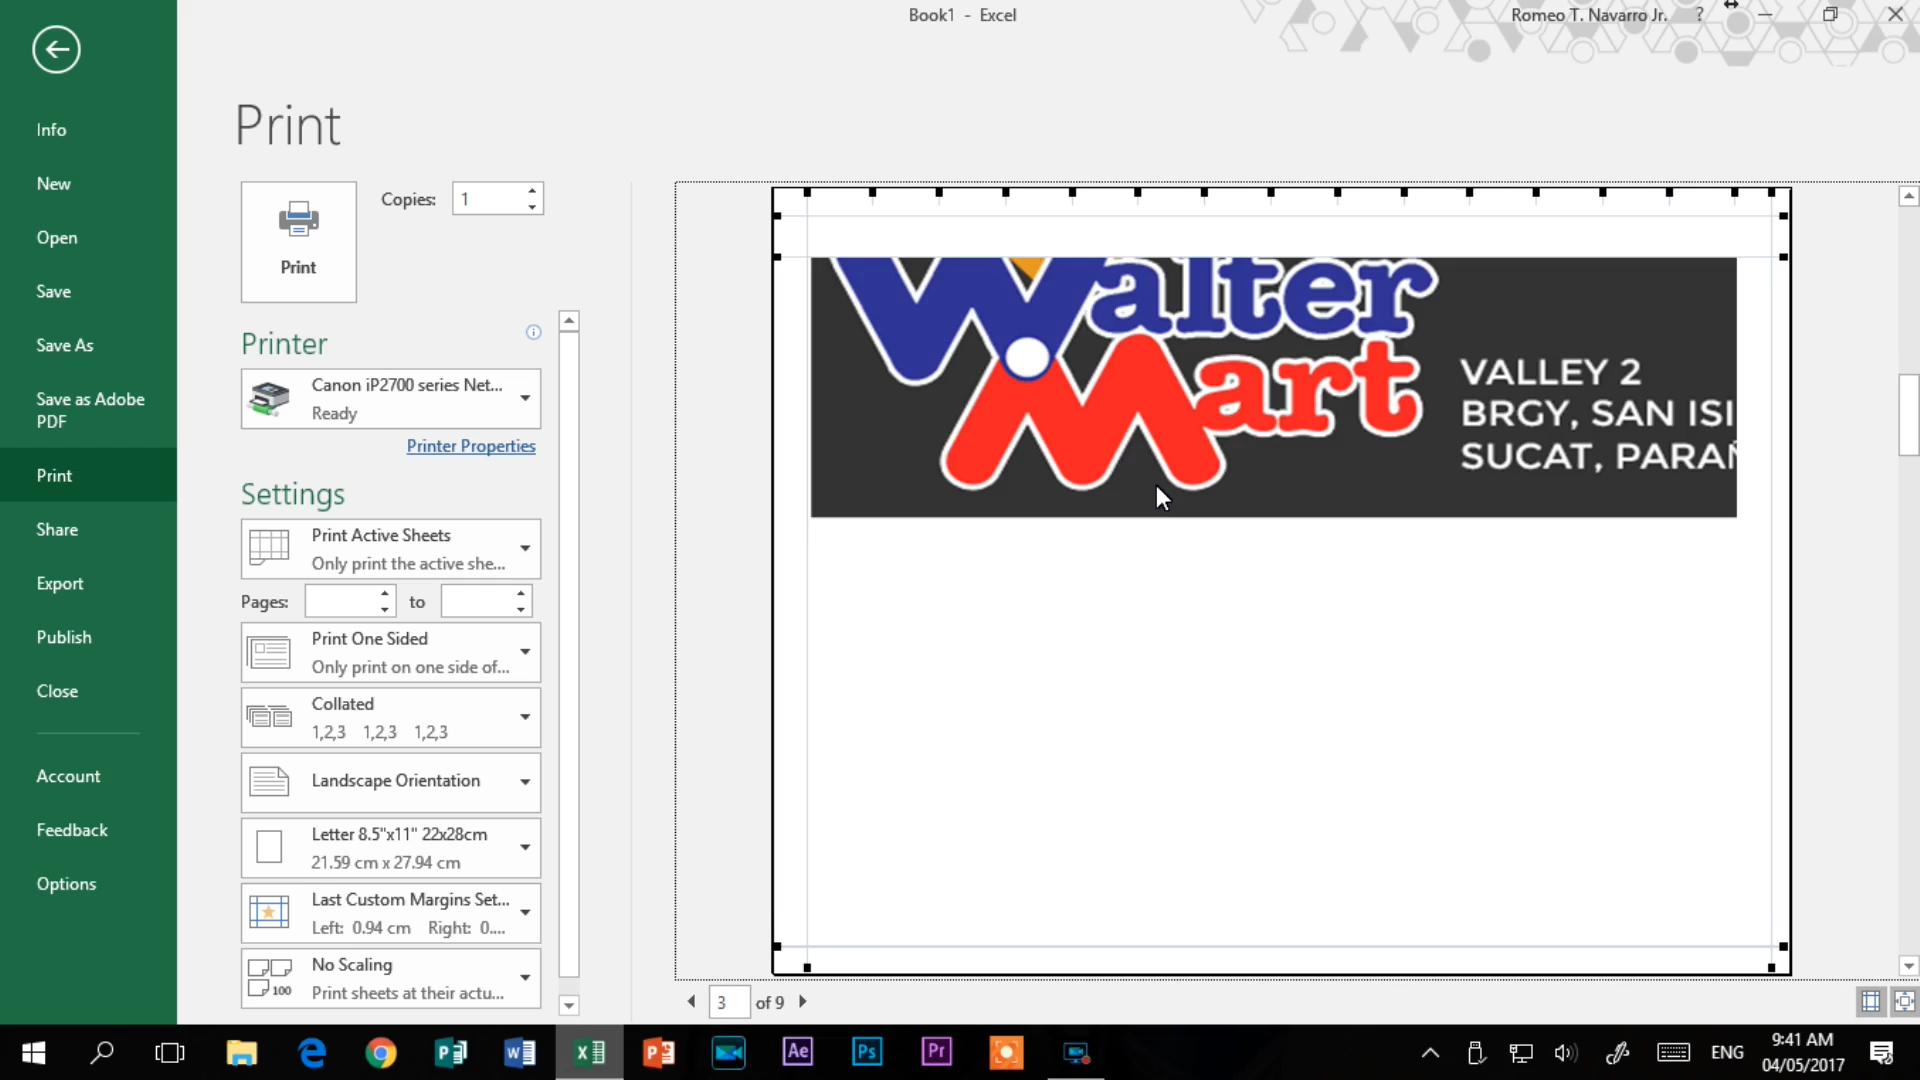 Book1 - Excel
Romeo T. Navarro Jr.
?
Info
New
Open
Save
Save As
Save as Adobe
PDF
Print
Share
Export
Publish
Close
Account
Feedback
Options
Print
Print
Copies: 1
Printer
Canon iP2700 series Net...
Ready
Printer Properties
Settings
Print Active Sheets
Only print the active she...
Pages: to
Print One Sided
Only print on one side of...
Collated
1,2,3 1,2,3 1,2,3
Landscape Orientation
Letter 8.5"x11" 22x28cm
21.59 cm x 27.94 cm
Last Custom Margins Set...
Left: 0.94 cm Right: 0....
No Scaling
100
Print sheets at their actu...
Walter
Mart
VALLEY 2
BRGY, SAN ISI
SUCAT, PARAÑ
3 of 9
Ae
Ps
Pr
ENG
9:41 AM
04/05/2017